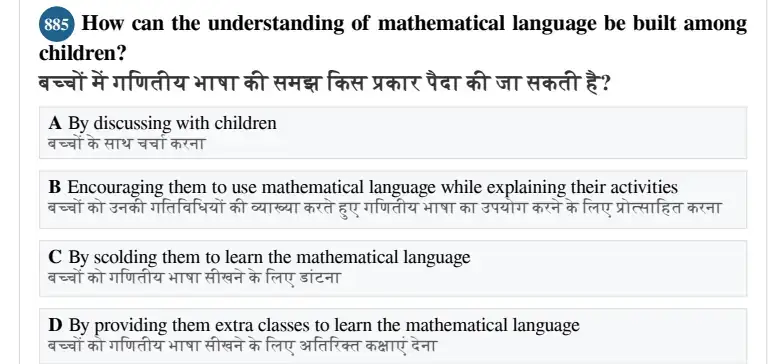 885 How can the understanding of mathematical language be built among
children?
बच्चों में गणितीय भाषा की समझ किस प्रकार पैदा की जा सकती है?
A By discussing with children
बच्चों के साथ चर्चा करना
B Encouraging them to use mathematical language while explaining their activities
बच्चों को उनकी गतिविधियों की व्याख्या करते हुए गणितीय भाषा का उपयोग करने के लिए प्रोत्साहित करना
C By scolding them to learn the mathematical language
बच्चों को गणितीय भाषा सीखने के लिए डांटना
D By providing them extra classes to learn the mathematical language
बच्चों को गणितीय भाषा सीखने के लिए अतिरिक्त कक्षाएं देना